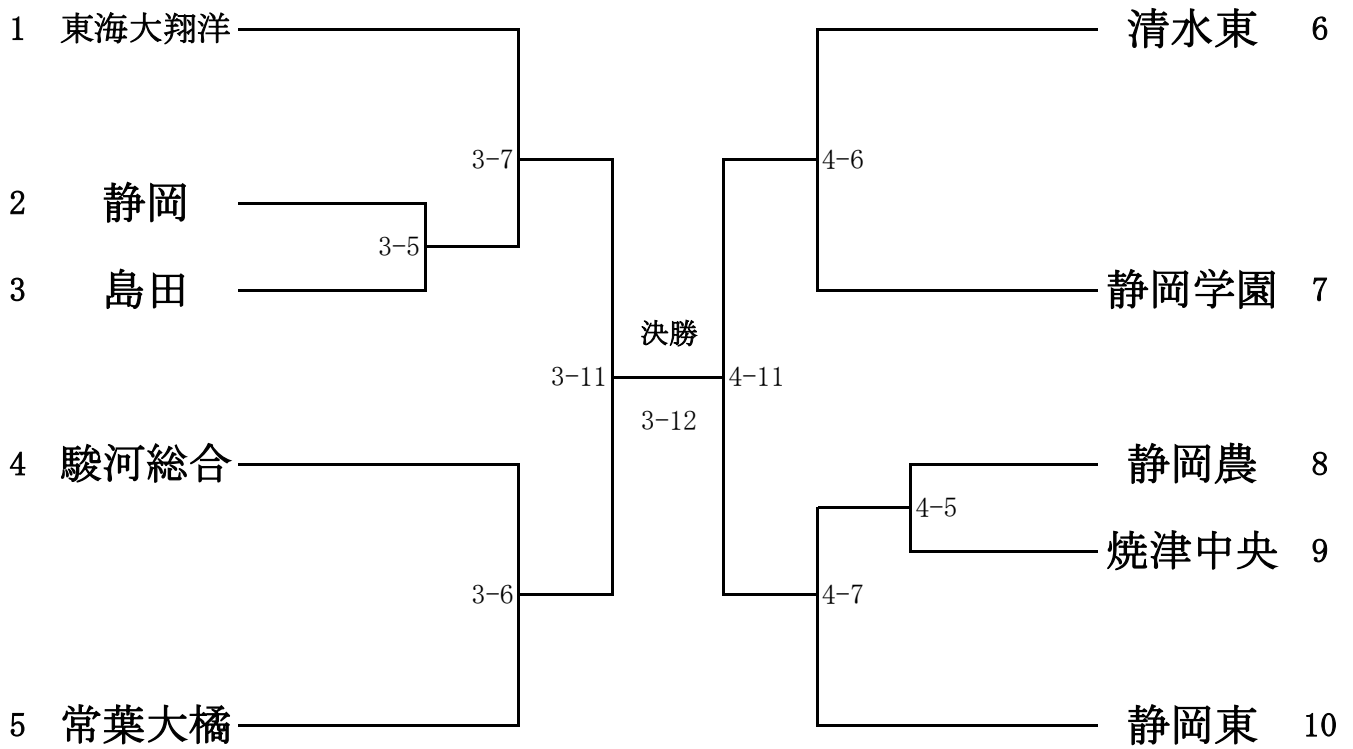 1 東海大翔洋
3-7
2 静岡
3-5
3 島田
3-11
4 駿河総合
3-6
5 常葉大橘
決勝
3-12
清水東 6
4-6
静岡学園 7
4-11
静岡農 8
4-5
焼津中央 9
4-7
静岡東 10